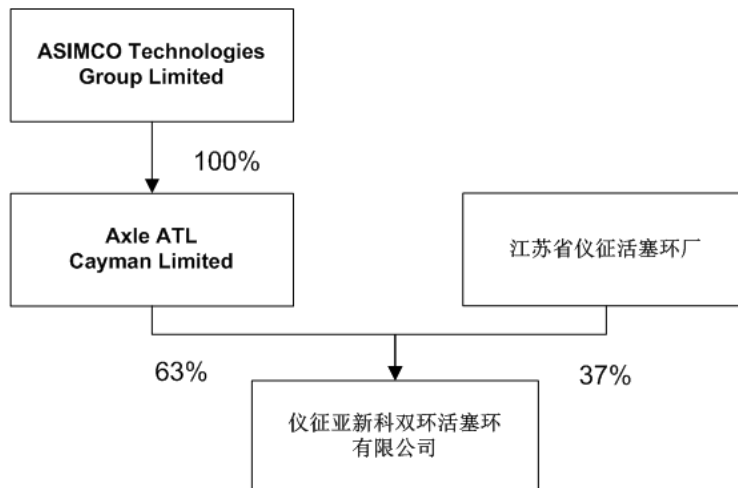 ASIMCO Technologies
Group Limited
100%
Axle ATL
Cayman Limited
江苏省仪征活塞环厂
63%
37%
仪征亚新科双环活塞环
有限公司